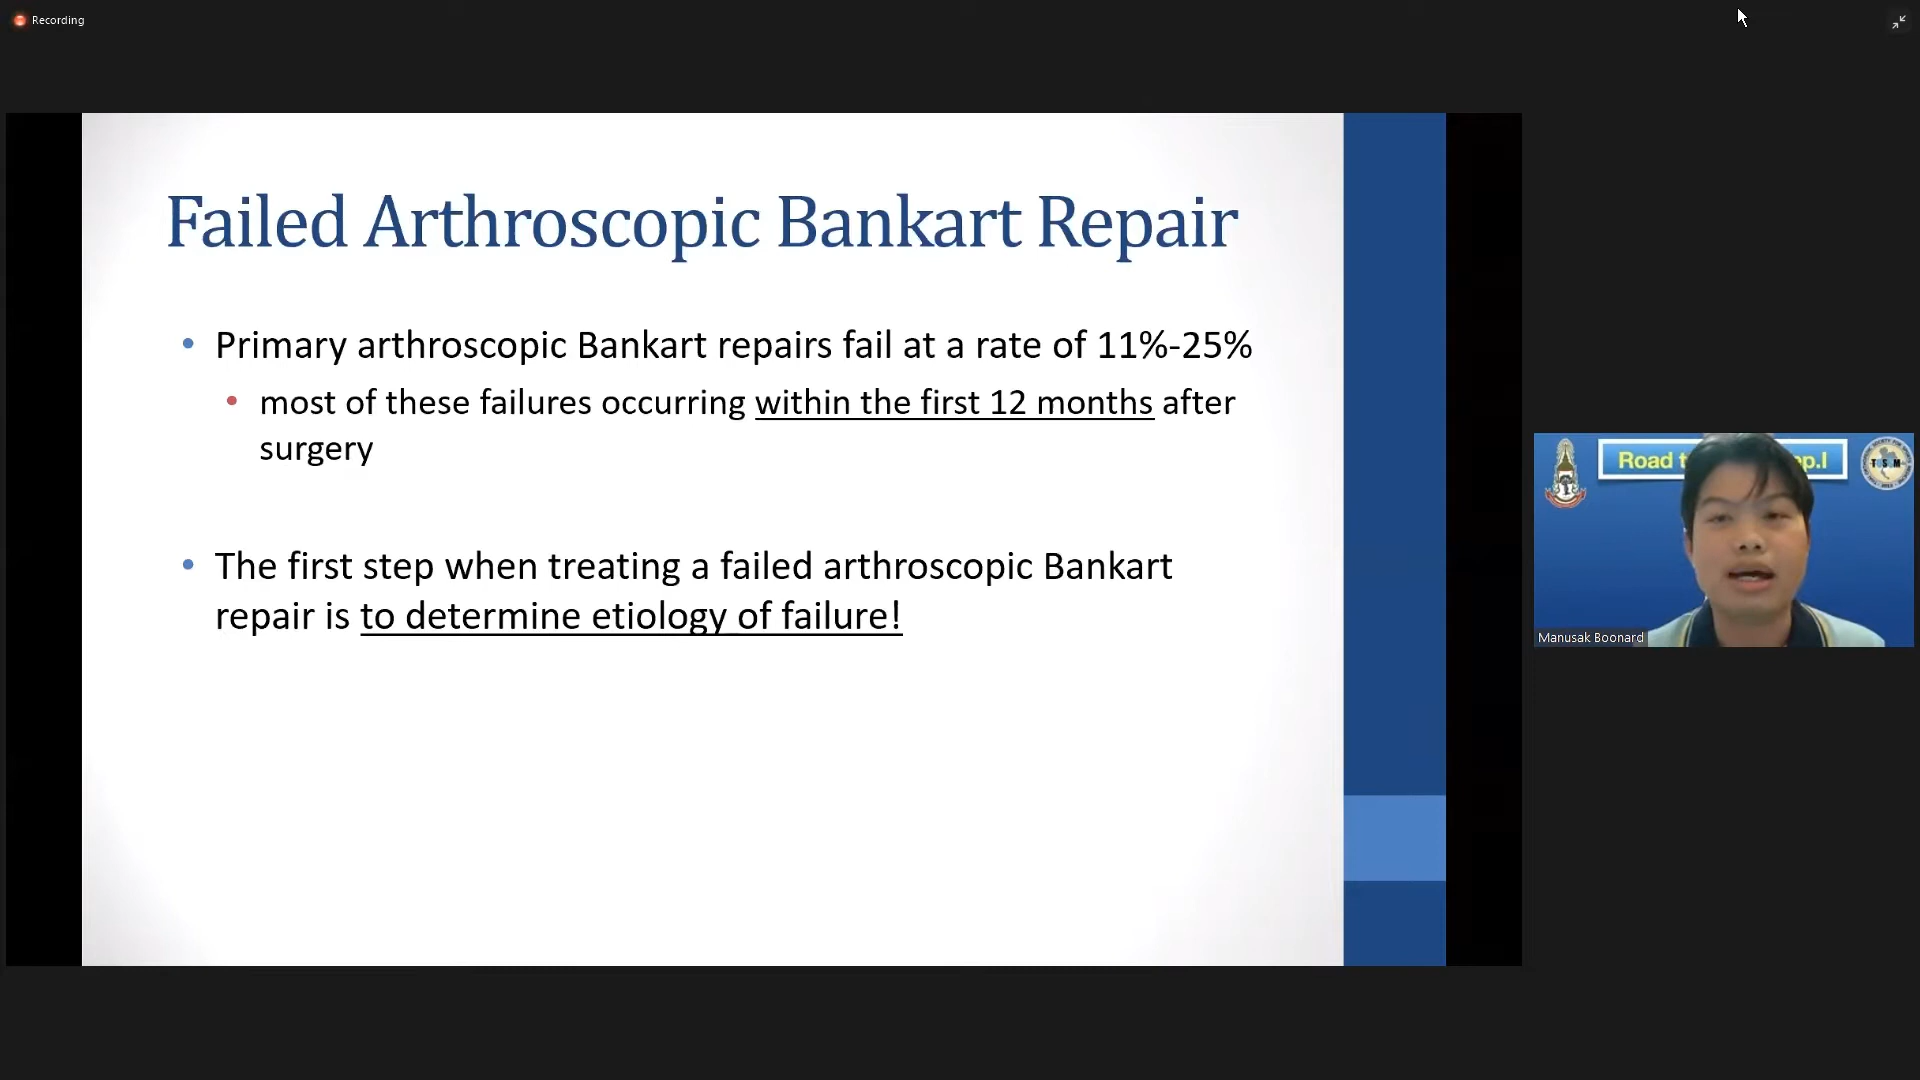 Recording
Failed Arthroscopic Bankart Repair
• Primary arthroscopic Bankart repairs fail at a rate of 11%-25%
• most of these failures occurring within the first 12 months after
surgery
• The first step when treating a failed arthroscopic Bankart
repair is to determine etiology of failure!
Road
Manusak Boonard